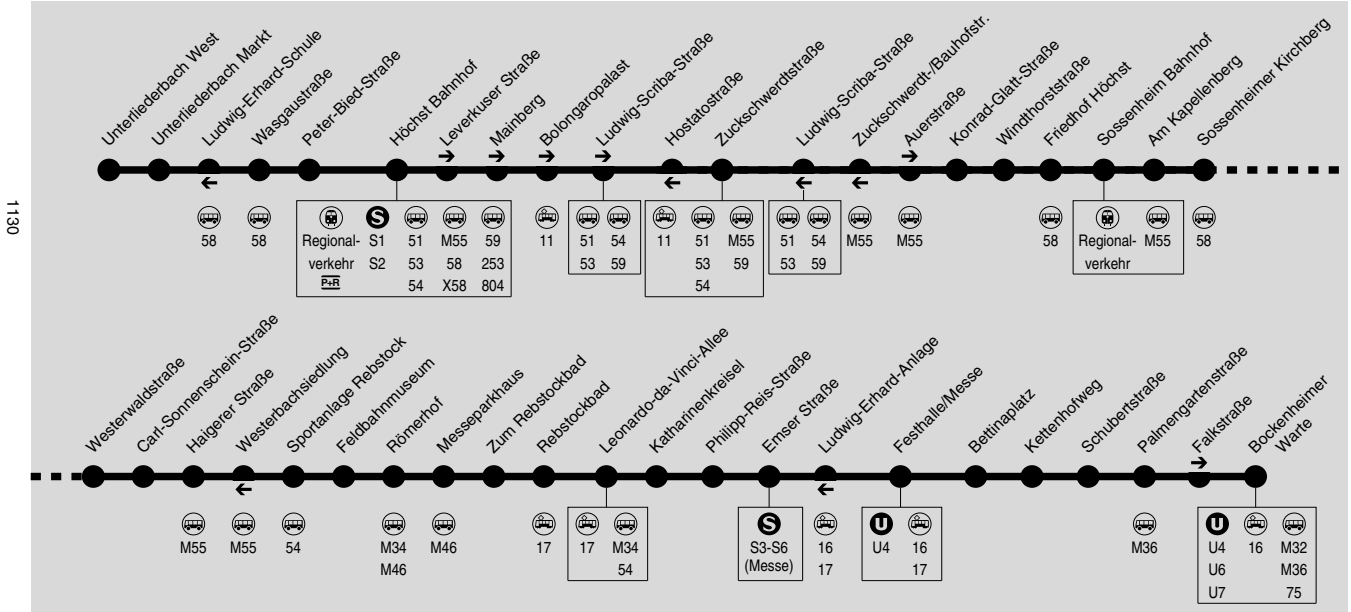 1130
Unterliederbach West
Unterliederbach Markt
Ludwig-Erhard-Schule
Wasgaustraße
Peter-Bied-Straße
Höchst Bahnhof
Leverkuser Straße
Mainberg
Bolongaropalast
Ludwig-Scriba-Straße
Hostatostraße
Zuckschwerdtstraße
Ludwig-Scriba-Straße
Zuckschwerdt-/Bauhofstr.
Auerstraße
Konrad-Glatt-Straße
Windhorststraße
Friedhof Höchst
Sossenheim Bahnhof
Am Kapellenberg
Sossenheimer Kirchberg
S
58 58 Regional- S1 51 M55 59 11 51 54 11 51 M55 51 54 M55 M55 58 Regional- M55 58
verkehr S2 53 58 253 53 59 53 59 53 59 verkehr
P+R 54 X58 804 54
Westerwaldstraße
Carl-Sonnenschein-Straße
Haigerer Straße
Westerbachsiedlung
Sportanlage Rebstock
Feldbahnmuseum
Römerhof
Messeparkhaus
Zum Rebstockbad
Rebstockbad
Leonardo-da-Vinci-Allee
Katharinenkreisel
Philipp-Reis-Straße
Emser Straße
Ludwig-Erhard-Anlage
Festhalle/Messe
Bettinaplatz
Kettenhofweg
Schubertstraße
Palmengartenstraße
Falkstraße
Bockenheimer
Warte
S U U
M55 M55 54 M34 M46 17 17 M34 S3-S6 16 U4 16 M36 U4 16 M32
M46 54 (Messe) 17 17 U6 M36
U7 75